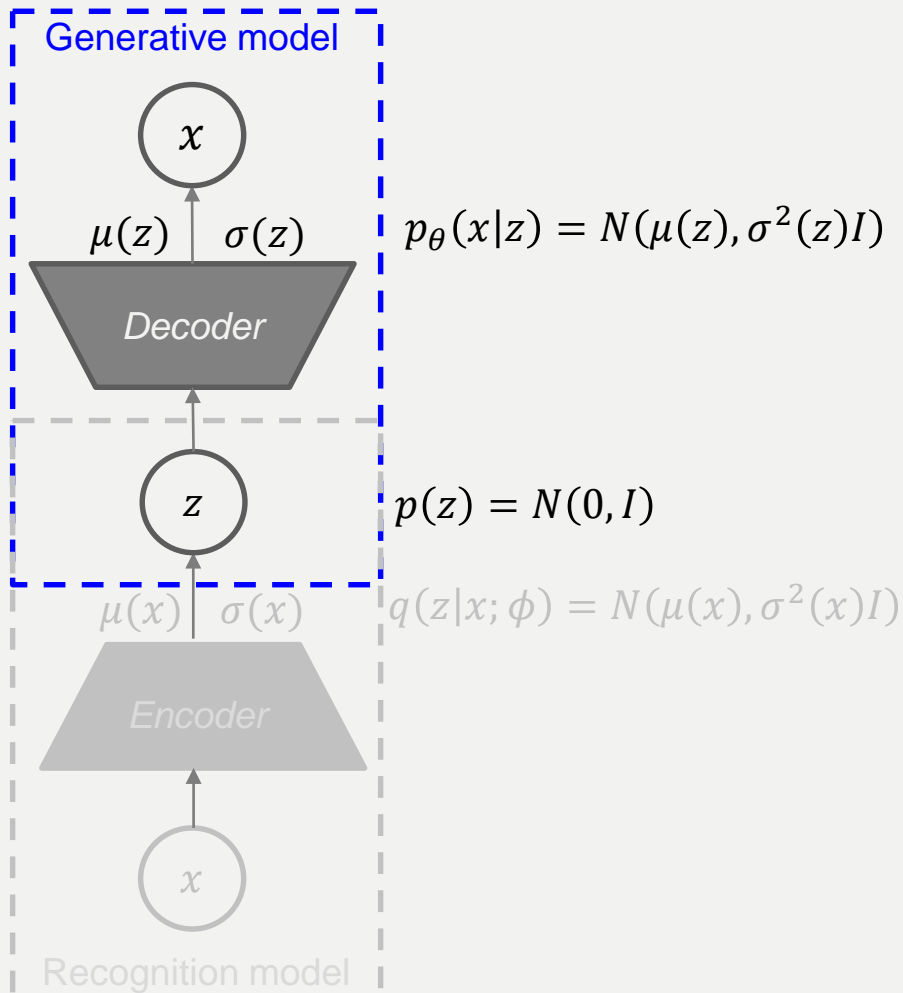 Generative model
x
μ(z) σ(z) p_θ(x|z) = N(μ(z), σ²(z)I)
Decoder
z p(z) = N(0, I)
μ(x) σ(x) q(z|x; ϕ) = N(μ(x), σ²(x)I)
Encoder
x
Recognition model